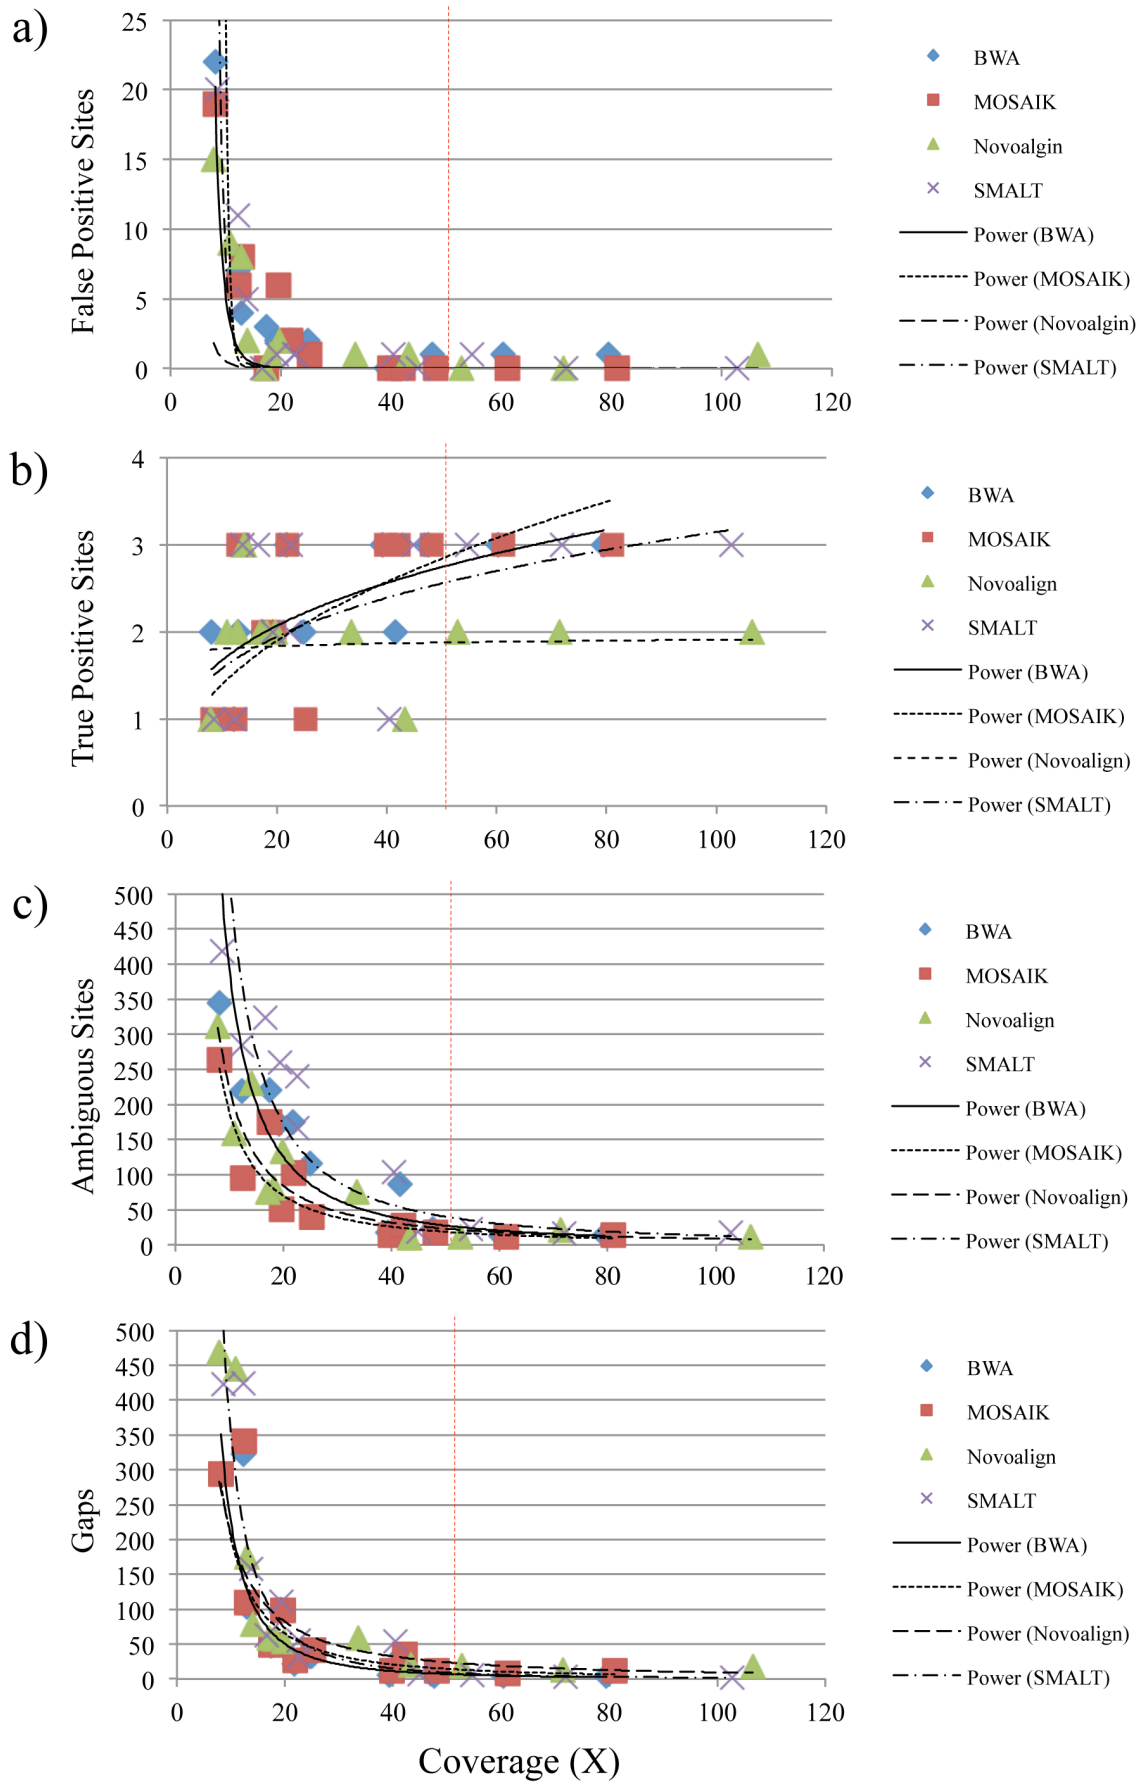 a)
False Positive Sites
25
20
15
10
5
0
0 20 40 60 80 100 120
BWA
MOSAIK
Novoalgin
SMALT
Power (BWA)
Power (MOSAIK)
Power (Novoalgin)
Power (SMALT)
b)
True Positive Sites
4
3
2
1
0
0 20 40 60 80 100 120
BWA
MOSAIK
Novoalign
SMALT
Power (BWA)
Power (MOSAIK)
Power (Novoalign)
Power (SMALT)
c)
Ambiguous Sites
500
450
400
350
300
250
200
150
100
50
0
0 20 40 60 80 100 120
BWA
MOSAIK
Novoalign
SMALT
Power (BWA)
Power (MOSAIK)
Power (Novoalign)
Power (SMALT)
d)
Gaps
500
450
400
350
300
250
200
150
100
50
0
0 20 40 60 80 100 120
BWA
MOSAIK
Novoalign
SMALT
Power (BWA)
Power (MOSAIK)
Power (Novoalign)
Power (SMALT)
Coverage (X)